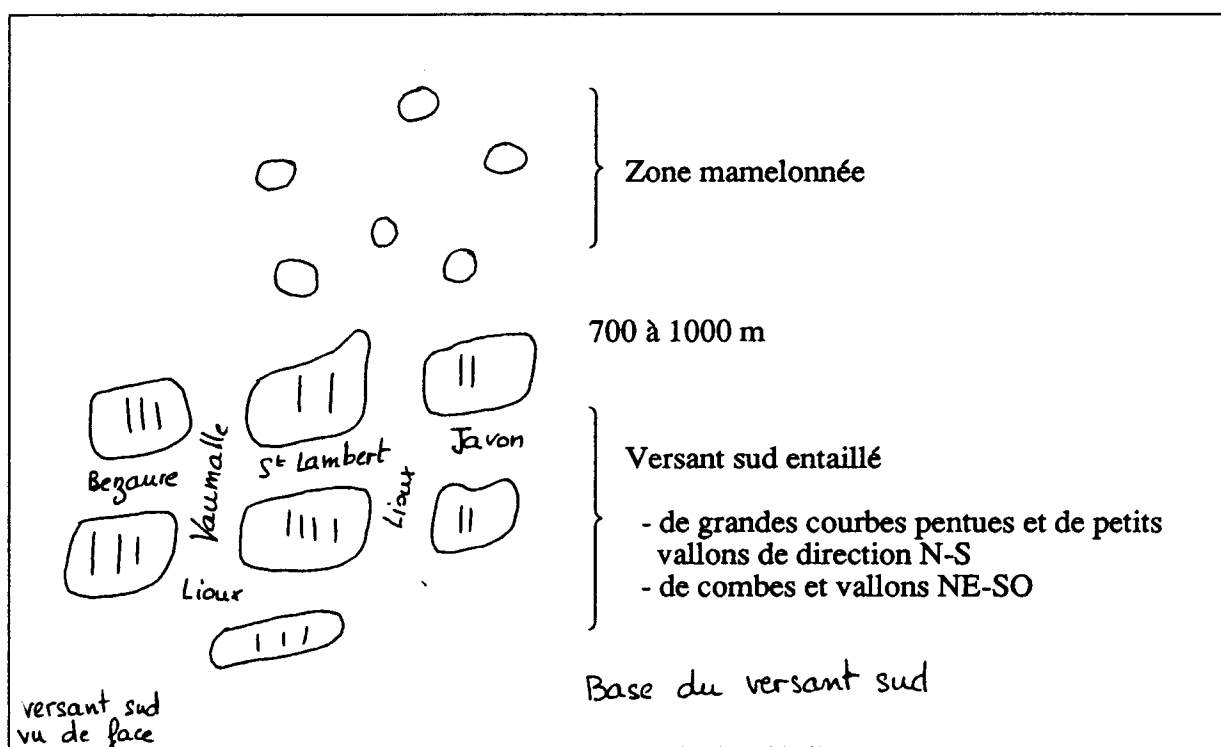 Zone mamelonnée
700 à 1000 m
Javon
St Lambert
Bezaure
Vaumalle
Lioux
Lioux
Versant sud entaillé
- de grandes courbes pentues et de petits
vallons de direction N-S
- de combes et vallons NE-SO
Base du versant sud
versant sud
vu de face